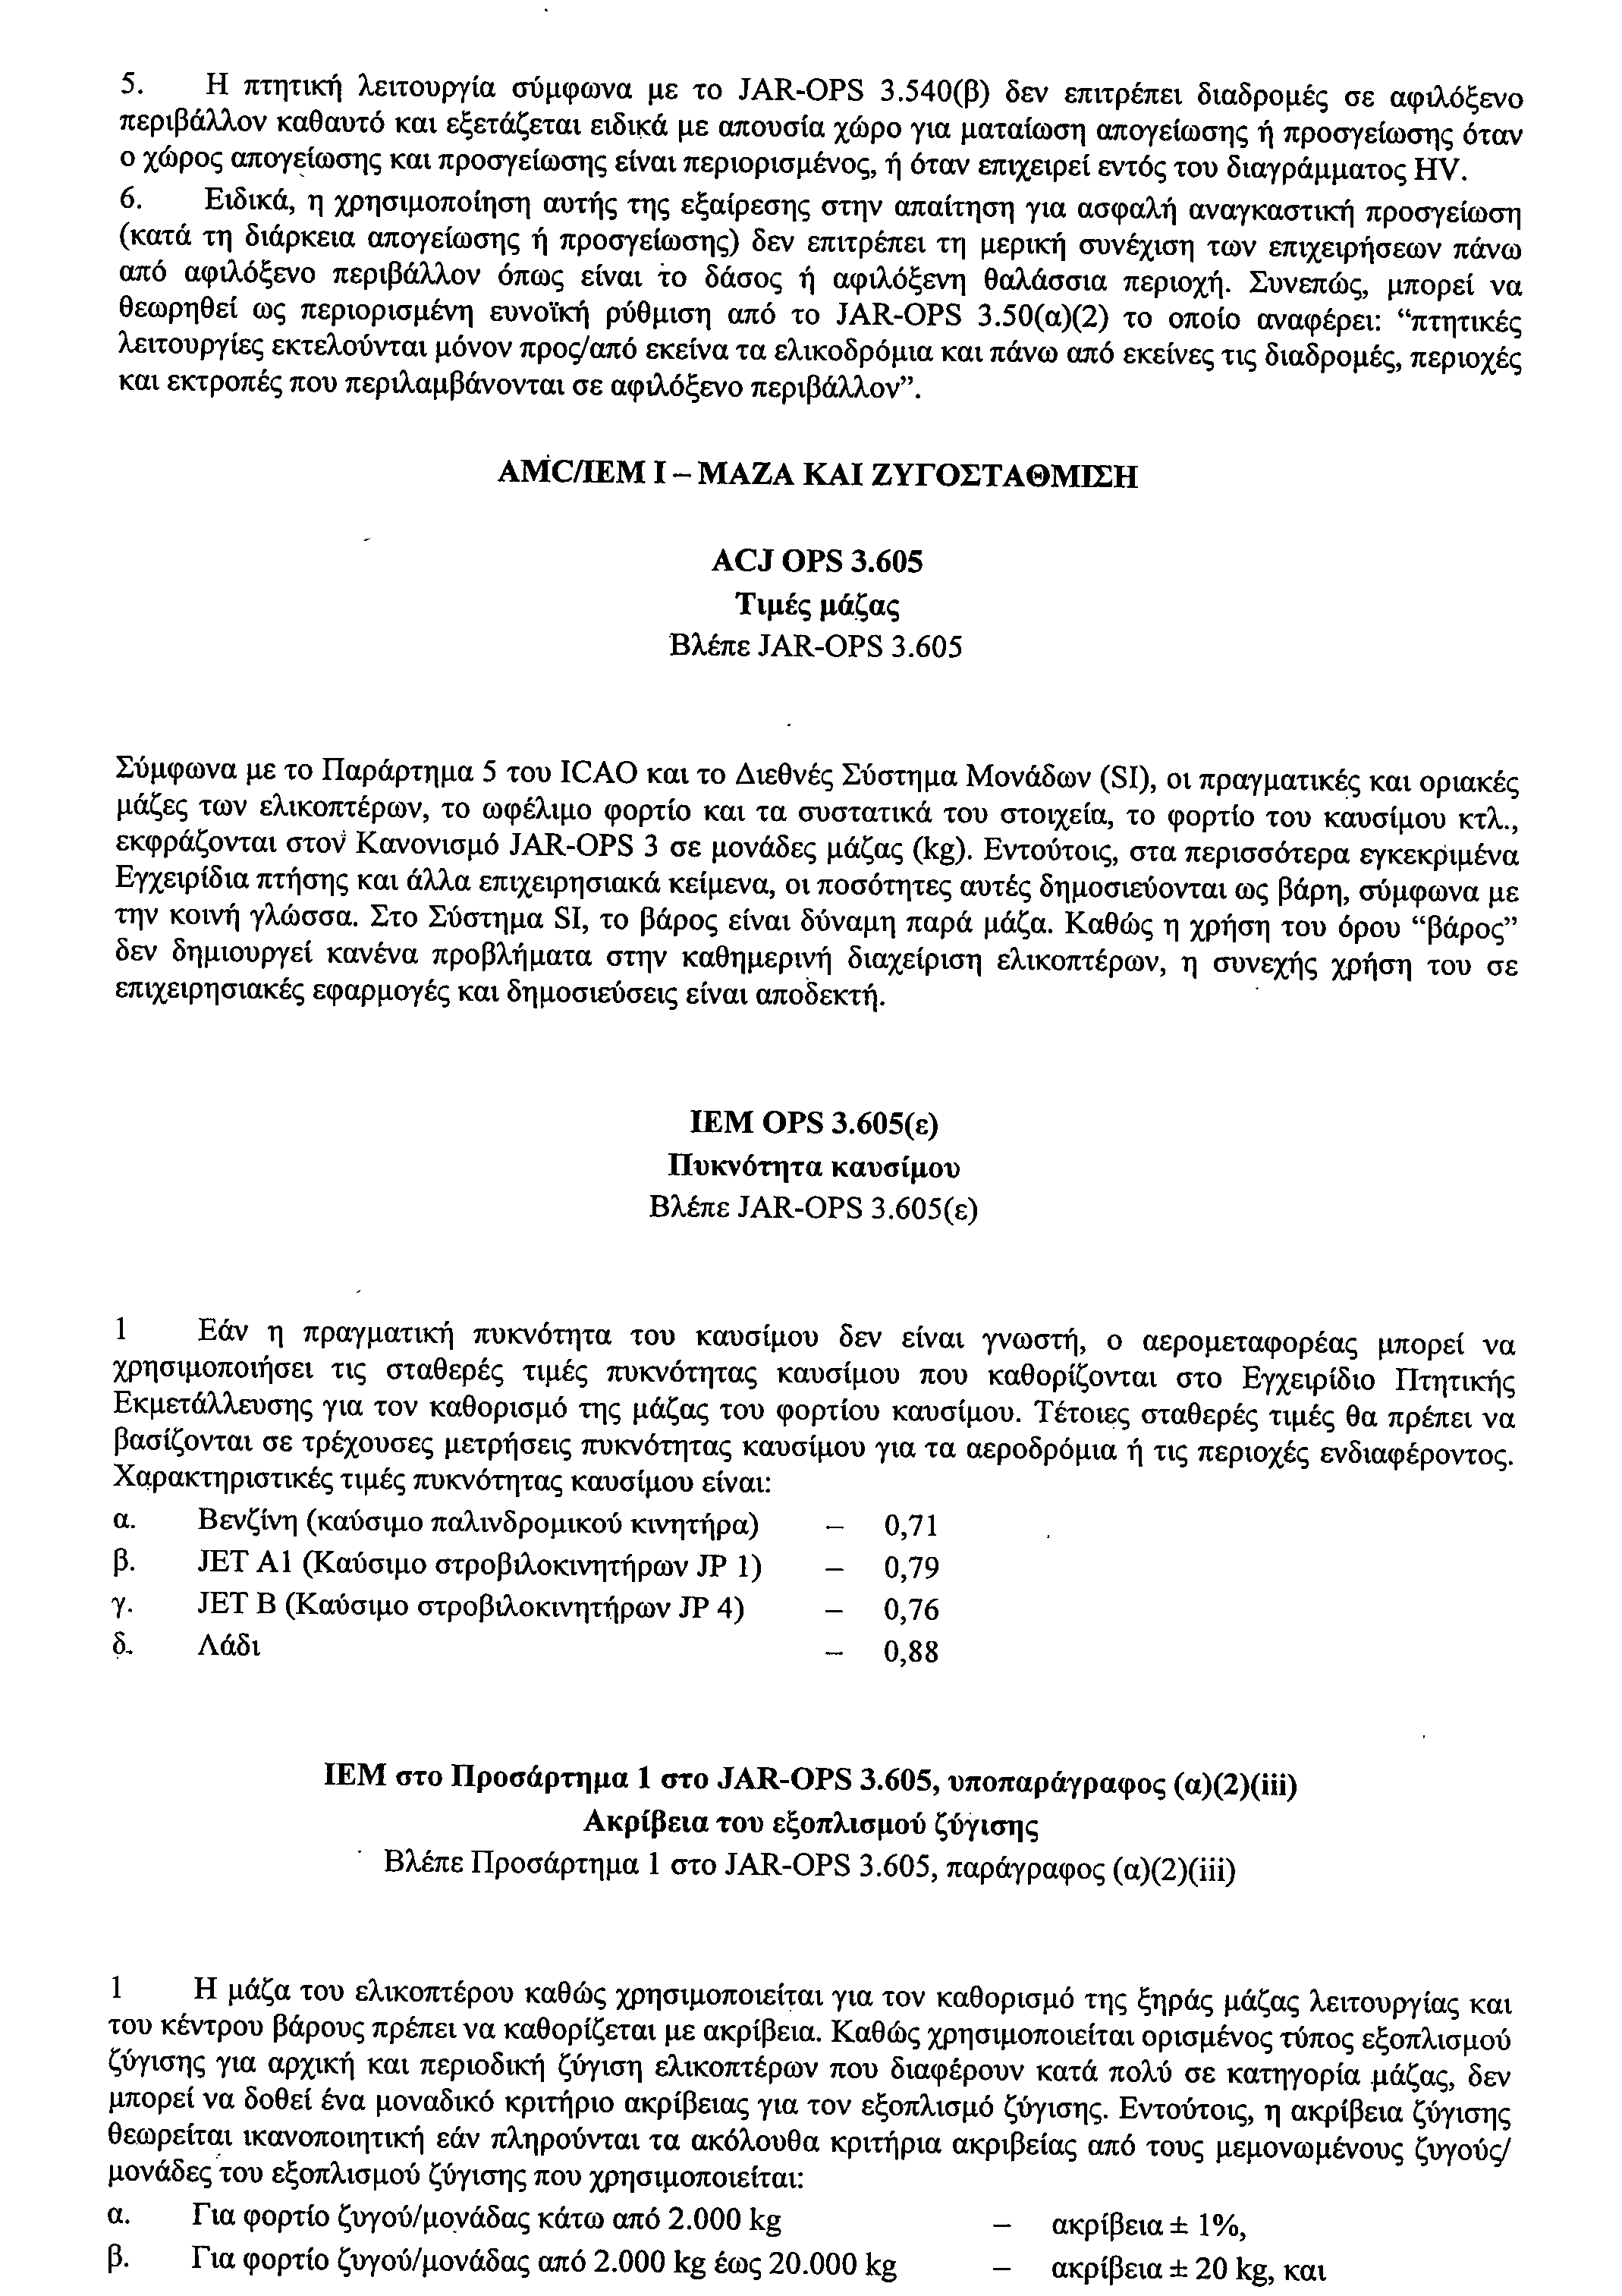 5. Η πτητική λειτουργία σύμφωνα με το JAR-OPS 3.540(β) δεν επιτρέπει διαδρομές σε αφιλόξενο
περιβάλλον καθαυτό και εξετάζεται ειδικά με απουσία χώρο για ματαίωση απογείωσης ή προσγείωσης όταν
ο χώρος απογείωσης και προσγείωσης είναι περιορισμένος, ή όταν επιχειρεί εντός του διαγράμματος HV.
6. Ειδικά, η χρησιμοποίηση αυτής της εξαίρεσης στην απαίτηση για ασφαλή αναγκαστική προσγείωση
(κατά τη διάρκεια απογείωσης ή προσγείωσης) δεν επιτρέπει τη μερική συνέχιση των επιχειρήσεων πάνω
από αφιλόξενο περιβάλλον όπως είναι το δάσος ή αφιλόξενη θαλάσσια περιοχή. Συνεπώς, μπορεί να
θεωρηθεί ως περιορισμένη ευνοϊκή ρύθμιση από το JAR-OPS 3.50(α)(2) το οποίο αναφέρει: “πτητικές
λειτουργίες εκτελούνται μόνον προς/από εκείνα τα ελικοδρόμια και πάνω από εκείνες τις διαδρομές, περιοχές
και εκτροπές που περιλαμβάνονται σε αφιλόξενο περιβάλλον”.
AMC/IEM I – ΜΑΖΑ ΚΑΙ ΖΥΓΟΣΤΑΘΜΙΣΗ
ACJ OPS 3.605
Τιμές μάζας
Βλέπε JAR-OPS 3.605
Σύμφωνα με το Παράρτημα 5 του ICAO και το Διεθνές Σύστημα Μονάδων (SI), οι πραγματικές και οριακές
μάζες των ελικοπτέρων, το ωφέλιμο φορτίο και τα συστατικά του στοιχεία, το φορτίο του καυσίμου κτλ.,
εκφράζονται στον Κανονισμό JAR-OPS 3 σε μονάδες μάζας (kg). Εντούτοις, στα περισσότερα εγκεκριμένα
Εγχειρίδια πτήσης και άλλα επιχειρησιακά κείμενα, οι ποσότητες αυτές δημοσιεύονται ως βάρη, σύμφωνα με
την κοινή γλώσσα. Στο Σύστημα SI, το βάρος είναι δύναμη παρά μάζα. Καθώς η χρήση του όρου “βάρος”
δεν δημιουργεί κανένα προβλήματα στην καθημερινή διαχείριση ελικοπτέρων, η συνεχής χρήση του σε
επιχειρησιακές εφαρμογές και δημοσιεύσεις είναι αποδεκτή.
IEM OPS 3.605(ε)
Πυκνότητα καυσίμου
Βλέπε JAR-OPS 3.605(ε)
1 Εάν η πραγματική πυκνότητα του καυσίμου δεν είναι γνωστή, ο αερομεταφορέας μπορεί να
χρησιμοποιήσει τις σταθερές τιμές πυκνότητας καυσίμου που καθορίζονται στο Εγχειρίδιο Πτητικής
Εκμετάλλευσης για τον καθορισμό της μάζας του φορτίου καυσίμου. Τέτοιες σταθερές τιμές θα πρέπει να
βασίζονται σε τρέχουσες μετρήσεις πυκνότητας καυσίμου για τα αεροδρόμια ή τις περιοχές ενδιαφέροντος.
Χαρακτηριστικές τιμές πυκνότητας καυσίμου είναι:
α. Βενζίνη (καύσιμο παλινδρομικού κινητήρα) – 0,71
β. JET A1 (Καύσιμο στροβιλοκινητήρων JP 1) – 0,79
γ. JET B (Καύσιμο στροβιλοκινητήρων JP 4) – 0,76
δ. Λάδι – 0,88
IEM στο Προσάρτημα 1 στο JAR-OPS 3.605, υποπαράγραφος (α)(2)(iii)
Ακρίβεια του εξοπλισμού ζύγισης
Βλέπε Προσάρτημα 1 στο JAR-OPS 3.605, παράγραφος (α)(2)(iii)
1 Η μάζα του ελικοπτέρου καθώς χρησιμοποιείται για τον καθορισμό της ξηράς μάζας λειτουργίας και
του κέντρου βάρους πρέπει να καθορίζεται με ακρίβεια. Καθώς χρησιμοποιείται ορισμένος τύπος εξοπλισμού
ζύγισης για αρχική και περιοδική ζύγιση ελικοπτέρων που διαφέρουν κατά πολύ σε κατηγορία μάζας, δεν
μπορεί να δοθεί ένα μοναδικό κριτήριο ακρίβειας για τον εξοπλισμό ζύγισης. Εντούτοις, η ακρίβεια ζύγισης
θεωρείται ικανοποιητική εάν πληρούνται τα ακόλουθα κριτήρια ακριβείας από τους μεμονωμένους ζυγούς/
μονάδες του εξοπλισμού ζύγισης που χρησιμοποιείται:
α. Για φορτίο ζυγού/μονάδας κάτω από 2.000 kg – ακρίβεια ± 1%,
β. Για φορτίο ζυγού/μονάδας από 2.000 kg έως 20.000 kg – ακρίβεια ± 20 kg, και